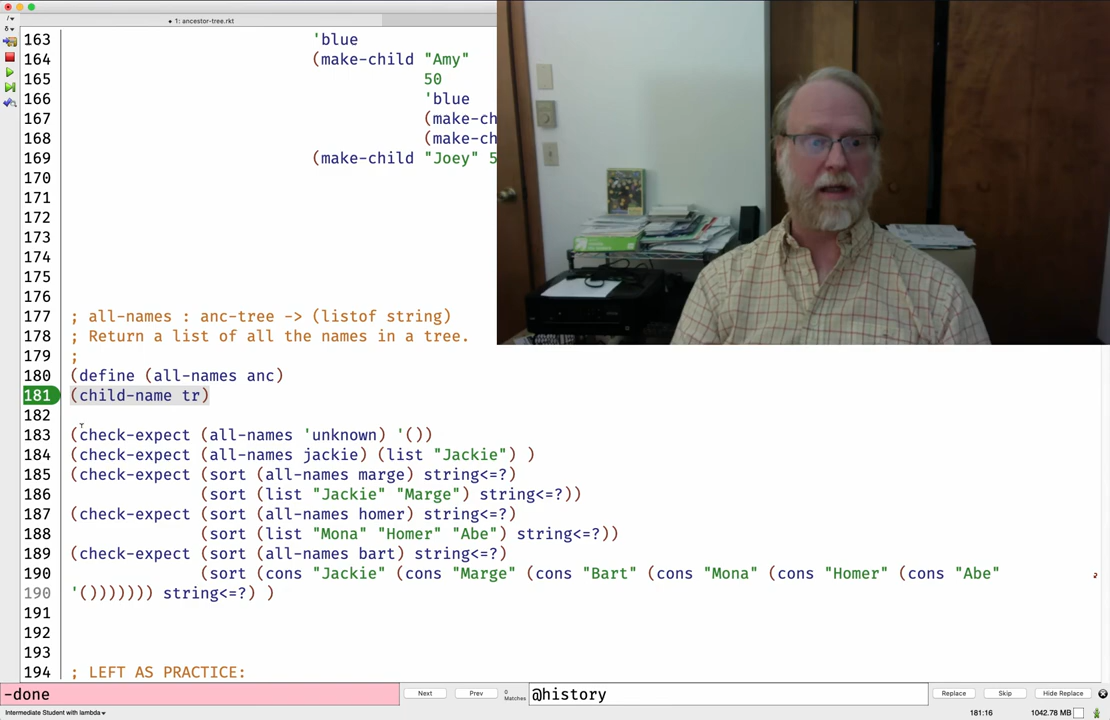 1: ancestor-tree.rkt
163 'blue
164 (make-child "Amy"
165 50
166 'blue
167 (make-ch
168 (make-ch
169 (make-child "Joey" 5
170
171
172
173
174
175
176
177 ; all-names : anc-tree -> (listof string)
178 ; Return a list of all the names in a tree.
179 ;
180 (define (all-names anc)
181 (child-name tr)
182
183 (check-expect (all-names 'unknown) '())
184 (check-expect (all-names jackie) (list "Jackie") )
185 (check-expect (sort (all-names marge) string<=?)
186 (sort (list "Jackie" "Marge") string<=?))
187 (check-expect (sort (all-names homer) string<=?)
188 (sort (list "Mona" "Homer" "Abe") string<=?))
189 (check-expect (sort (all-names bart) string<=?)
190 (sort (cons "Jackie" (cons "Marge" (cons "Bart" (cons "Mona" (cons "Homer" (cons "Abe"
190 '())))))) string<=?) )
191
192
193
194 ; LEFT AS PRACTICE:
-done Next Prev 0 Matches @history Replace Skip Hide Replace
Intermediate Student with lambda 181:16 1042.78 MB